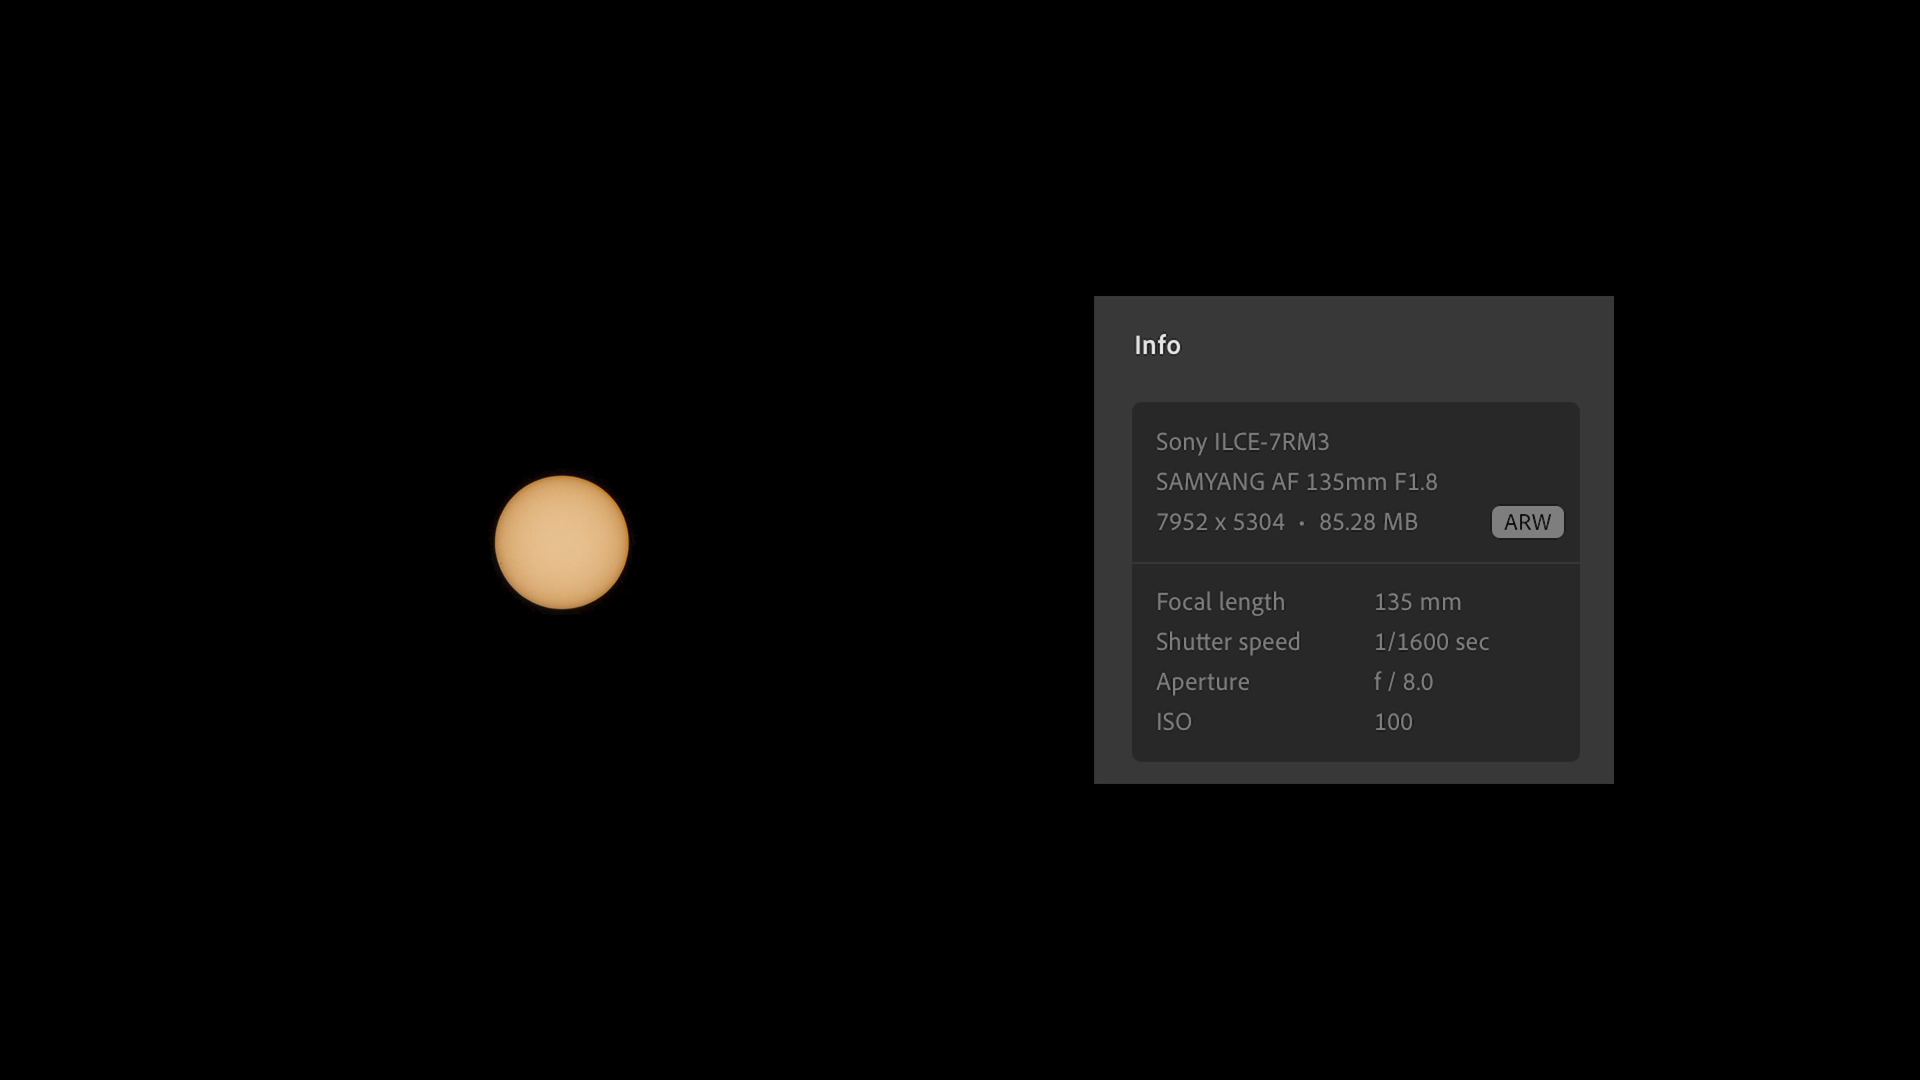 Info
Sony ILCE-7RM3
SAMYANG AF 135mm F1.8
7952 x 5304 • 85.28 MB ARW
Focal length 135 mm
Shutter speed 1/1600 sec
Aperture f / 8.0
ISO 100